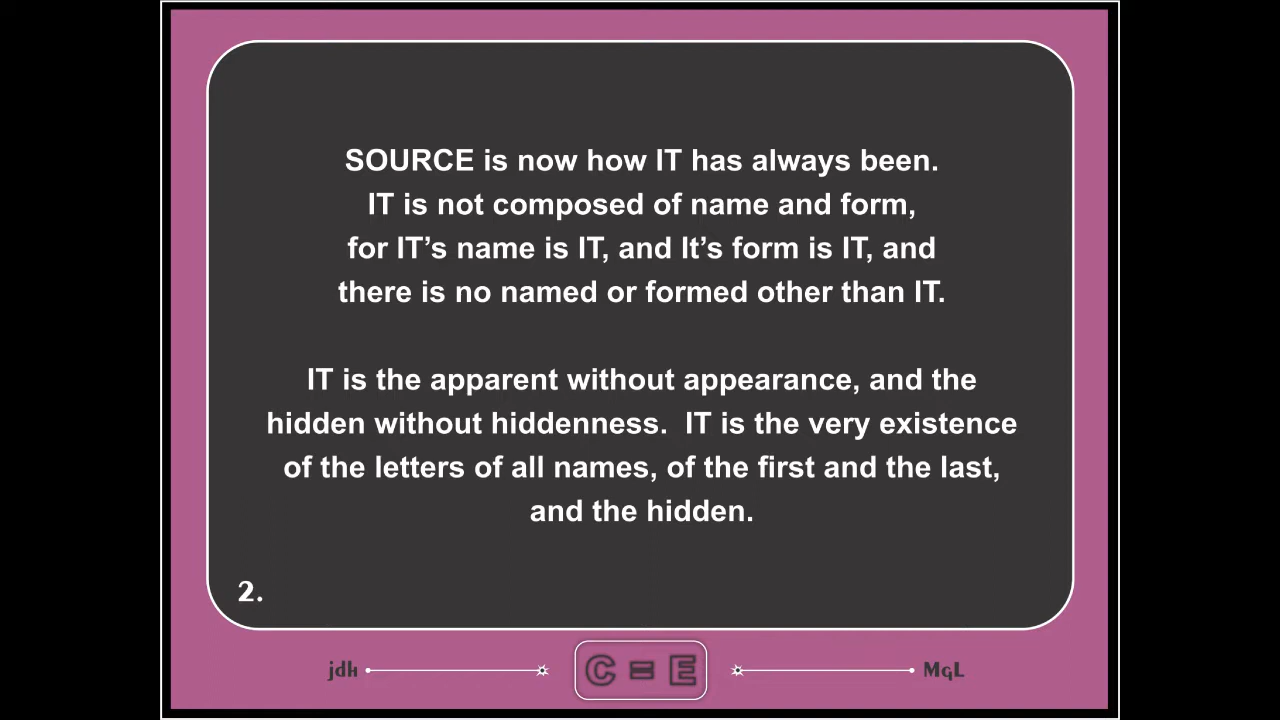 SOURCE is now how IT has always been.
IT is not composed of name and form,
for IT’s name is IT, and It’s form is IT, and
there is no named or formed other than IT.
IT is the apparent without appearance, and the
hidden without hiddenness.  IT is the very existence
of the letters of all names, of the first and the last,
and the hidden.
2.
jdh C = E MqL